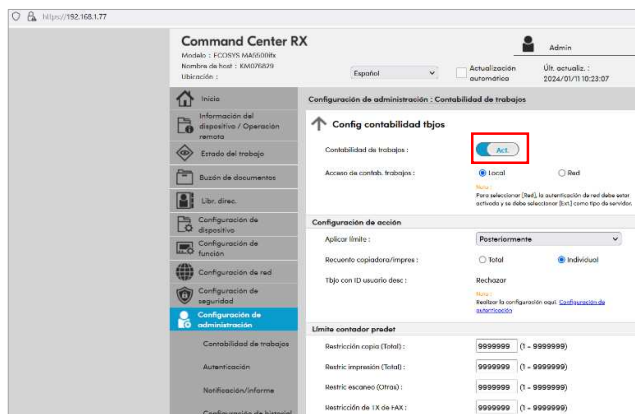 https://192.168.1.77
Command Center RX
Modelo : ECOSYS MA5500ifx
Nombre de host : KM076879
Ubicación :
Español
Actualización automática
Admin
Últ. actualiz. :
2024/01/11 10:23:07
Inicio
Información del dispositivo / Operación remota
Estado del trabajo
Buzón de documentos
Libr. direc.
Configuración de dispositivo
Configuración de función
Configuración de red
Configuración de seguridad
Configuración de administración
Contabilidad de trabajos
Autenticación
Notificación/informe
Configuración de historial
Configuración de administración : Contabilidad de trabajos
Config contabilidad tbjos
Contabilidad de trabajos : Act.
Acceso de contab. trabajos : Local Red
Nota :
Para seleccionar [Red], la autenticación de red debe estar
activada y se debe seleccionar [Ext.] como tipo de servidor.
Configuración de acción
Aplicar límite : Posteriormente
Recuento copiadora/impres : Total Individual
Tbjo con ID usuario desc : Rechazar
Nota :
Realizar la configuración aquí. Configuración de
autenticación
Límite contador predet
Restricción copia (Total) : 9999999 (1 - 9999999)
Restric impresión (Total) : 9999999 (1 - 9999999)
Restric escaneo (Otras) : 9999999 (1 - 9999999)
Restricción de TX de FAX : 9999999 (1 - 9999999)